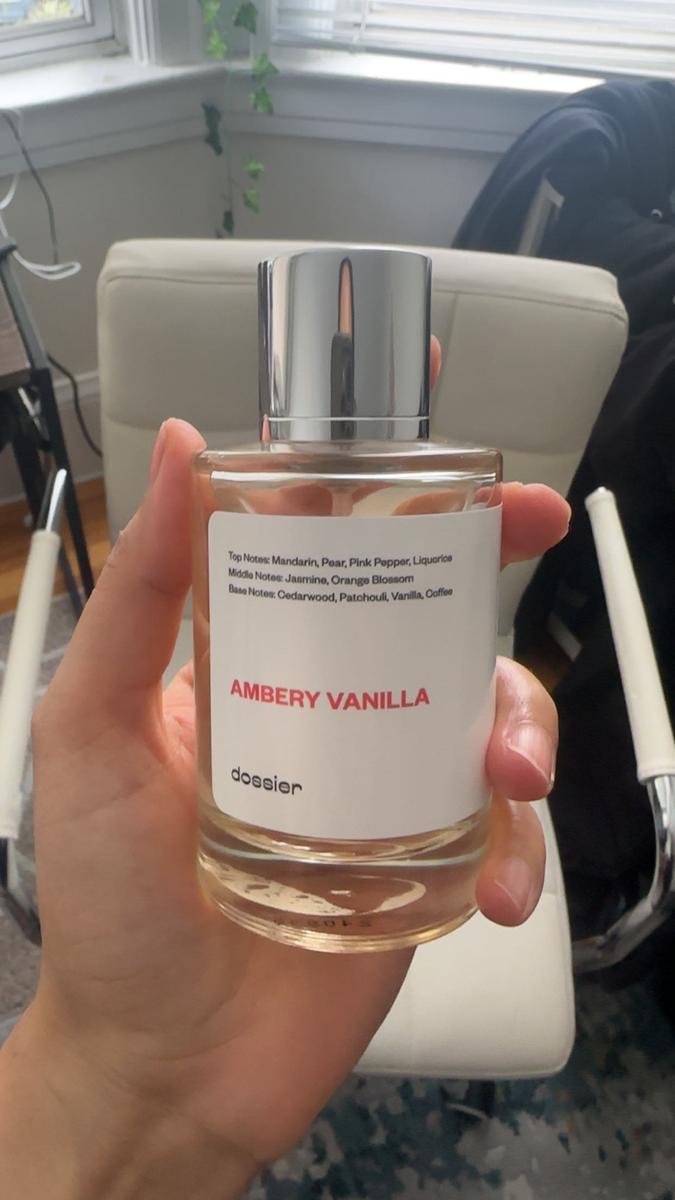 Top Notes: Mandarin, Pear, Pink Pepper, Liquorice
Middle Notes: Jasmine, Orange Blossom
Base Notes: Cedarwood, Patchouli, Vanilla, Coffee
AMBERY VANILLA
dossier